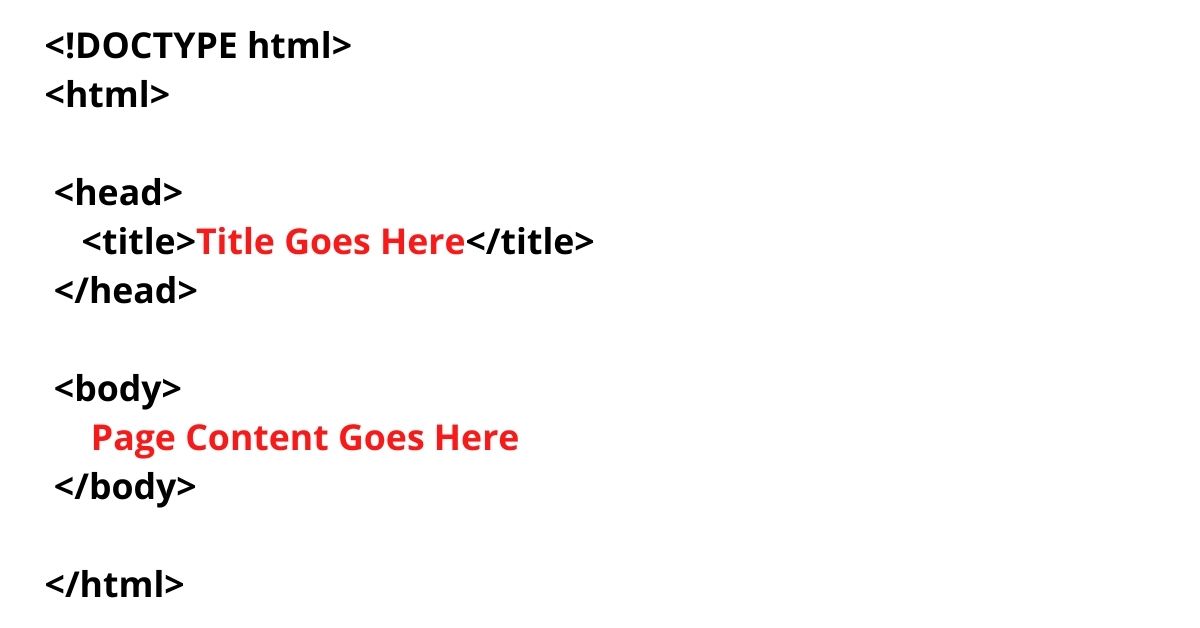 <!DOCTYPE html>
<html>
<head>
<title>Title Goes Here</title>
</head>
<body>
Page Content Goes Here
</body>
</html>